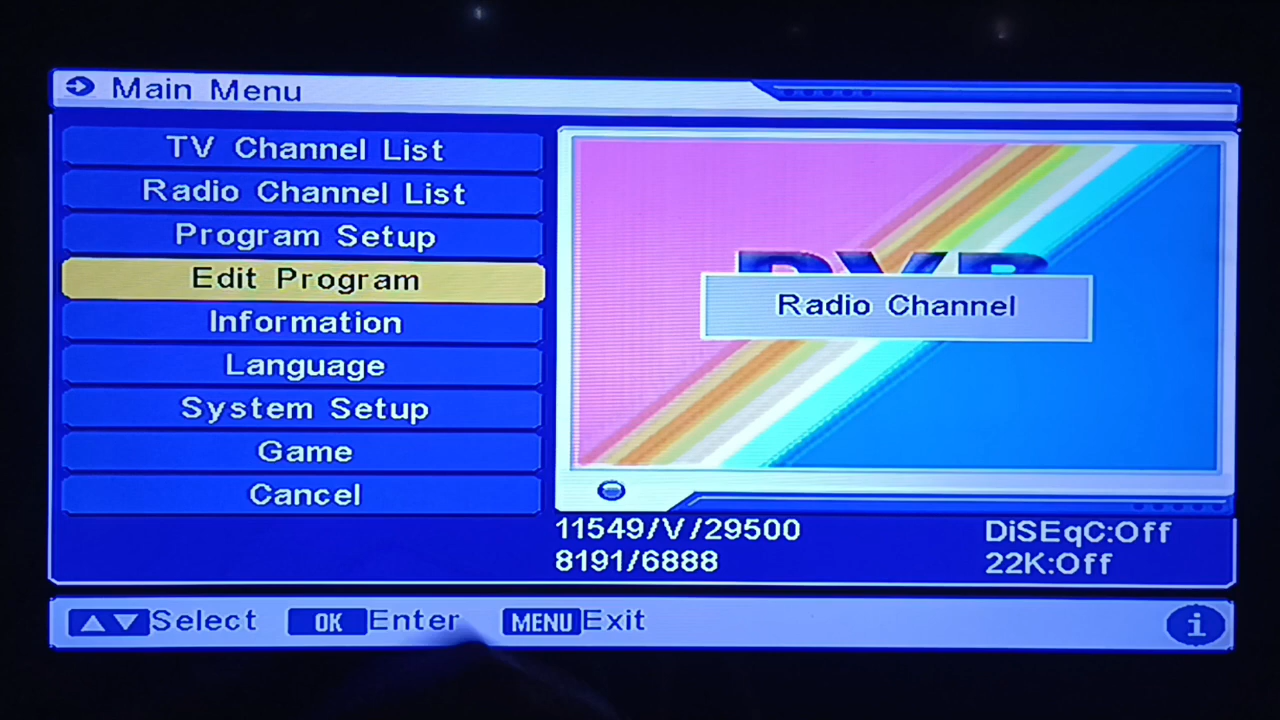 Main Menu
TV Channel List
Radio Channel List
Program Setup
Edit Program
Information
Language
System Setup
Game
Cancel
DVB
Radio Channel
11549/V/29500
8191/6888
DiSEqC:Off
22K:Off
Select OK Enter MENU Exit
i